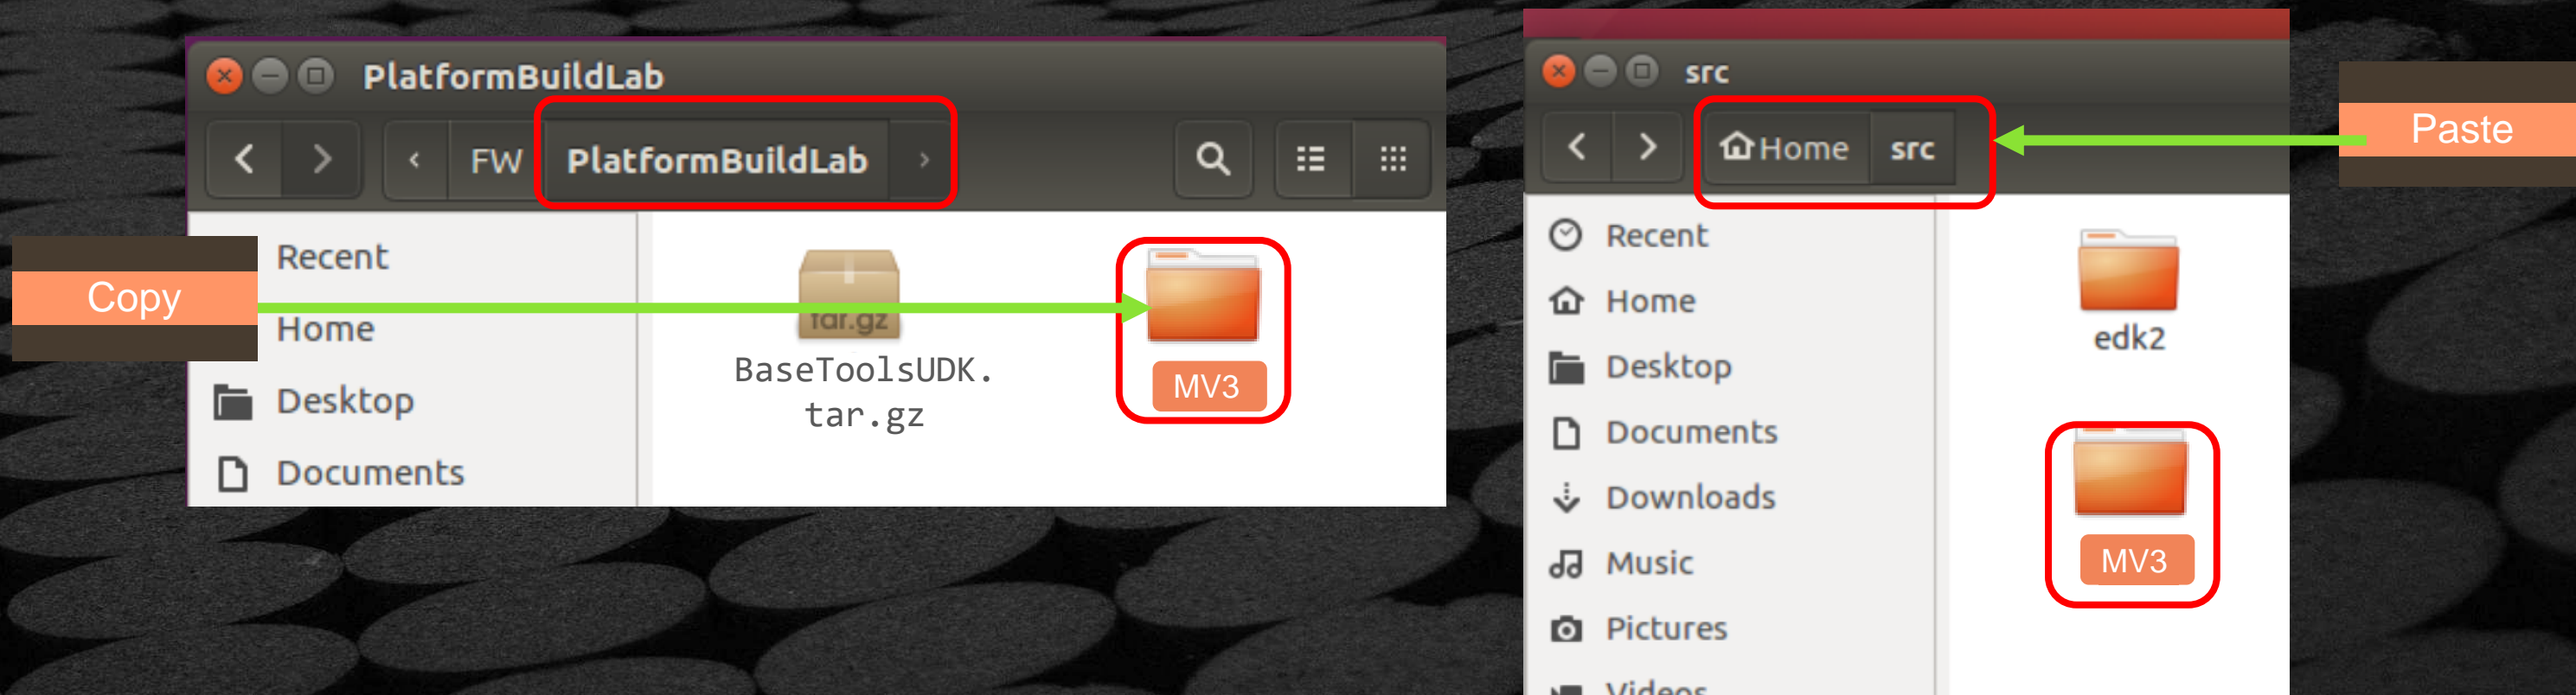 PlatformBuildLab
FW PlatformBuildLab
Recent
Home
Desktop
Documents
Copy
tar.gz
BaseToolsUDK.
tar.gz
MV3
src
Home src
Paste
Recent
Home
Desktop
Documents
Downloads
Music
Pictures
Videos
edk2
MV3